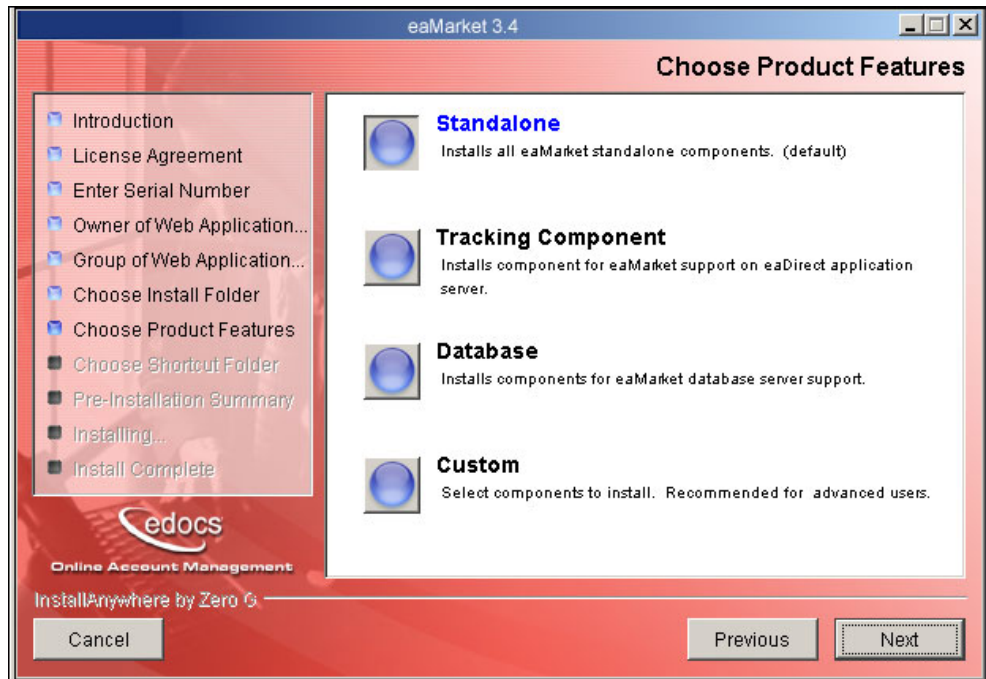 eaMarket 3.4
Choose Product Features
Introduction
License Agreement
Enter Serial Number
Owner of Web Application...
Group of Web Application...
Choose Install Folder
Choose Product Features
Choose Shortcut Folder
Pre-Installation Summary
Installing...
Install Complete
Standalone
Installs all eaMarket standalone components. (default)
Tracking Component
Installs component for eaMarket support on eaDirect application
server.
Database
Installs components for eaMarket database server support.
Custom
Select components to install. Recommended for advanced users.
edocs
Online Account Management
InstallAnywhere by Zero G
Cancel
Previous
Next